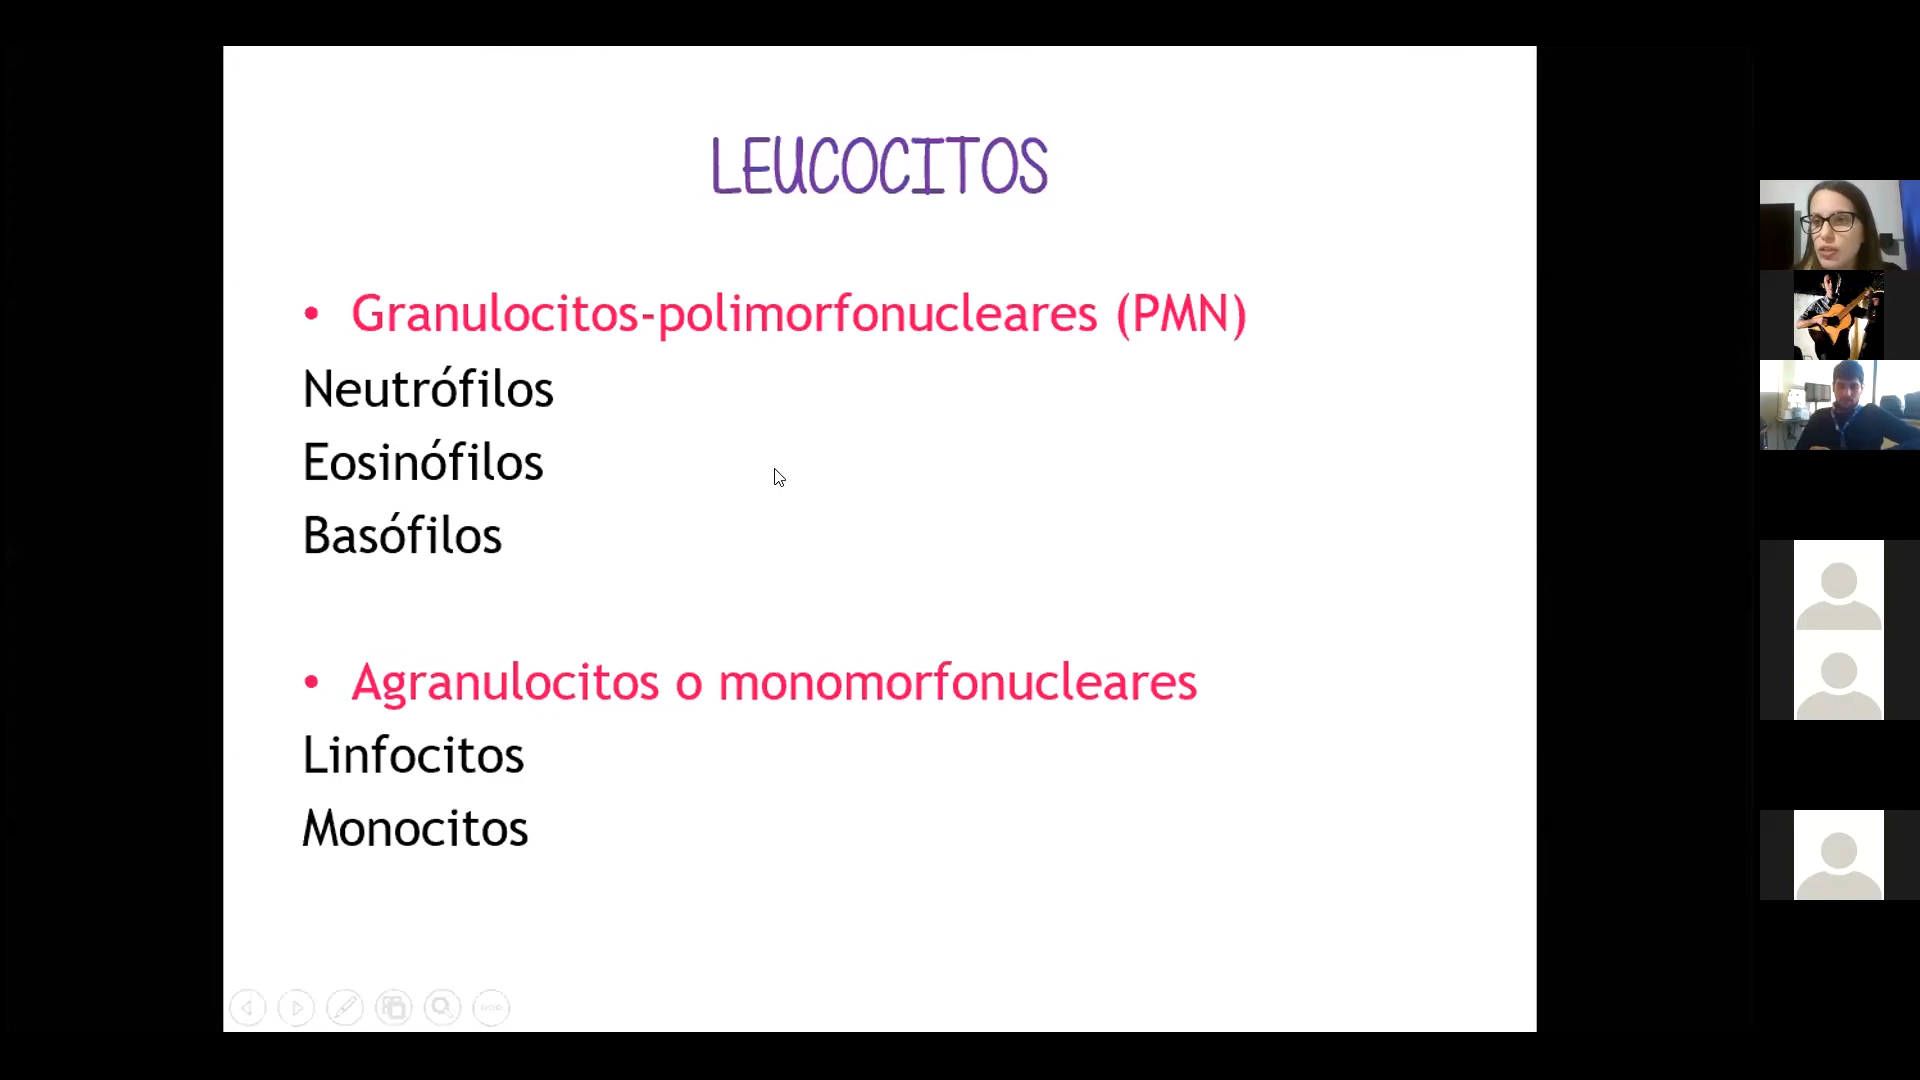 LEUCOCITOS
• Granulocitos-polimorfonucleares (PMN)
Neutrófilos
Eosinófilos
Basófilos
• Agranulocitos o monomorfonucleares
Linfocitos
Monocitos